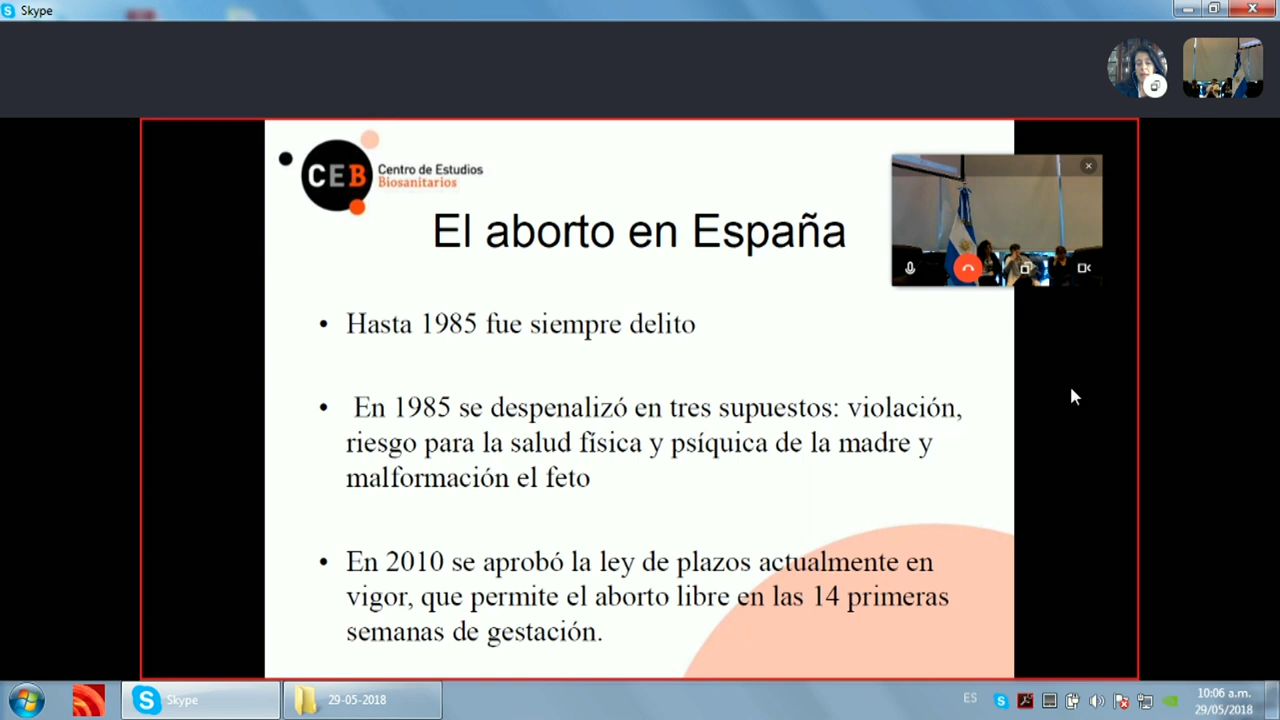 Skype
CEB
Centro de Estudios
Biosanitarios
El aborto en España
• Hasta 1985 fue siempre delito
• En 1985 se despenalizó en tres supuestos: violación,
riesgo para la salud física y psíquica de la madre y
malformación el feto
• En 2010 se aprobó la ley de plazos actualmente en
vigor, que permite el aborto libre en las 14 primeras
semanas de gestación.
Skype
29-05-2018
ES
10:06 a.m.
29/05/2018